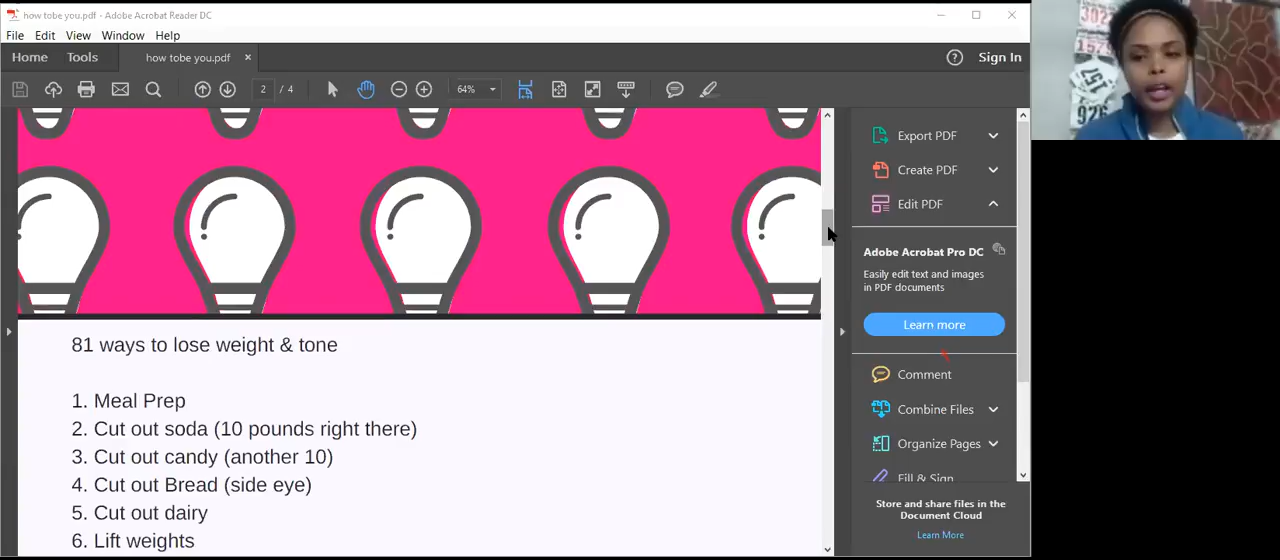 how tobe you.pdf - Adobe Acrobat Reader DC
File Edit View Window Help
Home Tools how tobe you.pdf × Sign In
2 / 4 64%
Export PDF
Create PDF
Edit PDF
Adobe Acrobat Pro DC
Easily edit text and images
in PDF documents
Learn more
Comment
Combine Files
Organize Pages
Fill & Sign
Store and share files in the
Document Cloud
Learn More
81 ways to lose weight & tone
1. Meal Prep
2. Cut out soda (10 pounds right there)
3. Cut out candy (another 10)
4. Cut out Bread (side eye)
5. Cut out dairy
6. Lift weights
302
1579
926